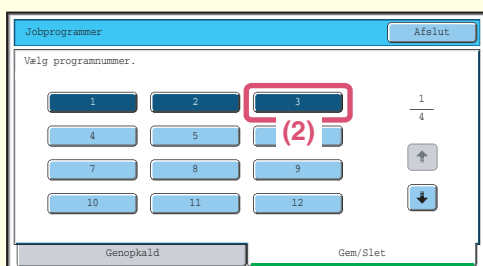 Jobprogrammer Afslut
Vælg programnummer.
1 2 3 1
4 5 (2) 4
7 8 9
10 11 12
Genopkald Gem/Slet